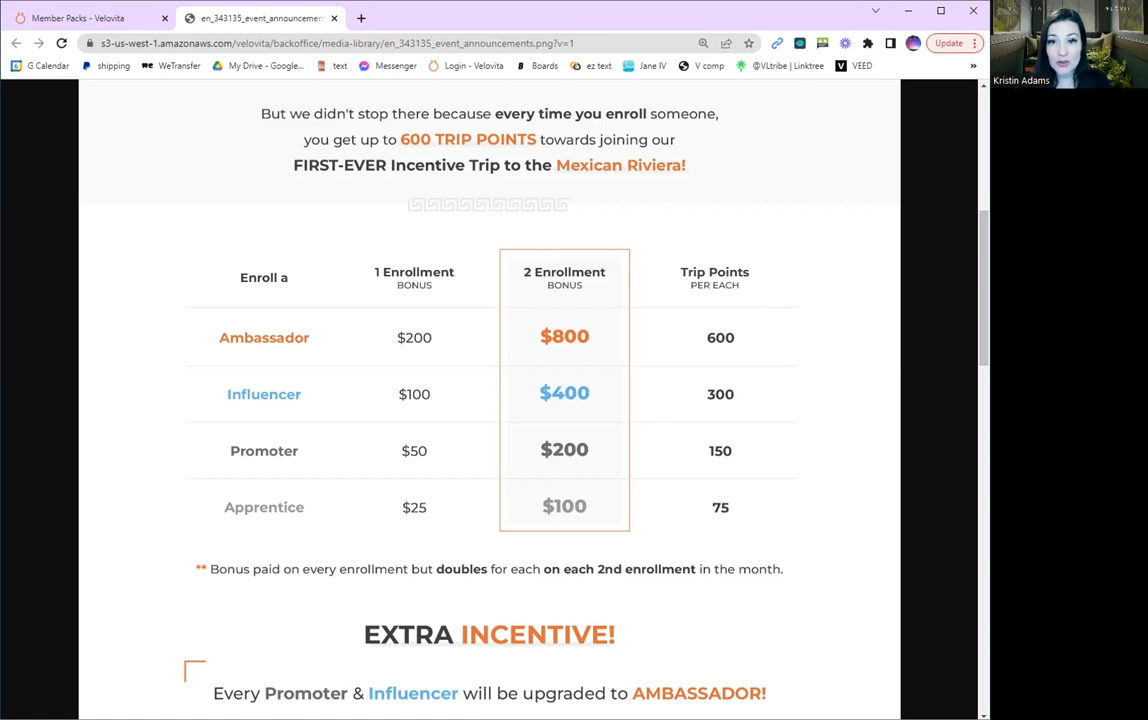 Member Packs - Velovita
en_343135_event_announcemen
s3-us-west-1.amazonaws.com/velovita/backoffice/media-library/en_343135_event_announcements.png?v=1
Update
G Calendar
shipping
WeTransfer
My Drive - Google...
text
Messenger
Login - Velovita
Boards
ez text
Jane IV
V comp
@VLtribe | Linktree
VEED
»
Kristin Adams
But we didn't stop there because every time you enroll someone,
you get up to 600 TRIP POINTS towards joining our
FIRST-EVER Incentive Trip to the Mexican Riviera!
Enroll a
1 Enrollment
BONUS
2 Enrollment
BONUS
Trip Points
PER EACH
Ambassador $200 $800 600
Influencer $100 $400 300
Promoter $50 $200 150
Apprentice $25 $100 75
** Bonus paid on every enrollment but doubles for each on each 2nd enrollment in the month.
EXTRA INCENTIVE!
Every Promoter & Influencer will be upgraded to AMBASSADOR!